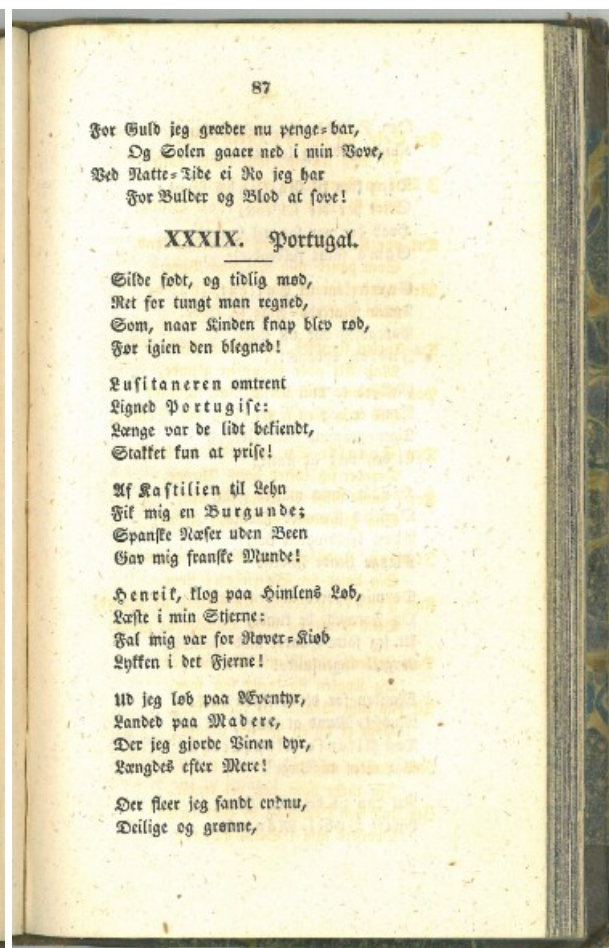 87
For Guld jeg græder nu penge=bar,
Og Solen gaaer ned i min Vove,
Ved Natte=Tide ei Ro jeg har
For Bulder og Blod at sove!
XXXIX. Portugal.
Silde født, og tidlig mød,
Ret for tungt man regned,
Som, naar Kinden knap blev rød,
Før igien den blegned!
Lusitaneren omtrent
Ligned Portugise:
Længe var de lidt bekiendt,
Stakket kun at prise!
Af Kastilien til Lehn
Fik mig en Burgunde;
Spanske Næser uden Been
Gav mig franske Munde!
Henrik, klog paa Himlens Løb,
Læste i min Stjerne:
Fal mig var for Røver=Kiøb
Lykken i det Fjerne!
Ud jeg løb paa Æventyr,
Landed paa Madere,
Der jeg gjorde Vinen dyr,
Længdes efter Mere!
Øer fleer jeg fandt endnu,
Deilige og grønne,